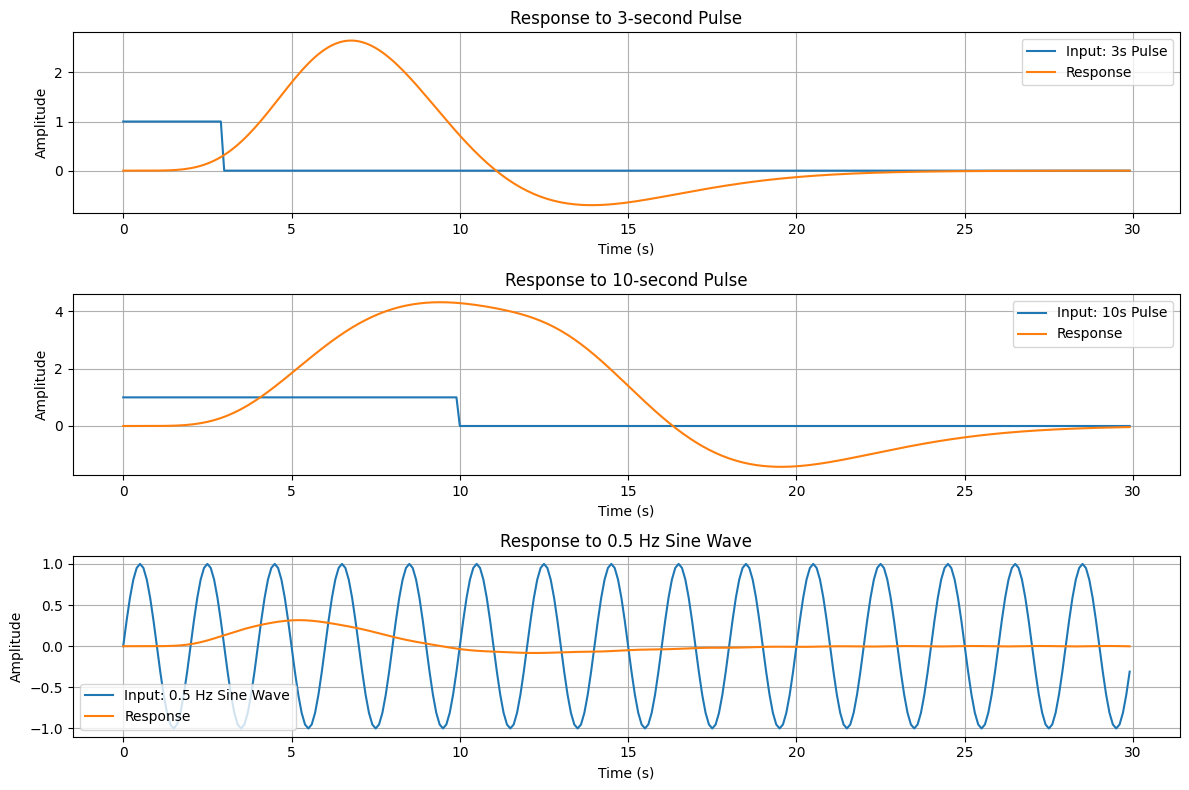 Response to 3-second Pulse
Input: 3s Pulse
Response
Amplitude
2
1
0
0
5
10
15
20
25
30
Time (s)
Response to 10-second Pulse
Input: 10s Pulse
Response
Amplitude
4
2
0
0
5
10
15
20
25
30
Time (s)
Response to 0.5 Hz Sine Wave
Amplitude
1.0
0.5
0.0
−0.5
−1.0
Input: 0.5 Hz Sine Wave
Response
0
5
10
15
20
25
30
Time (s)